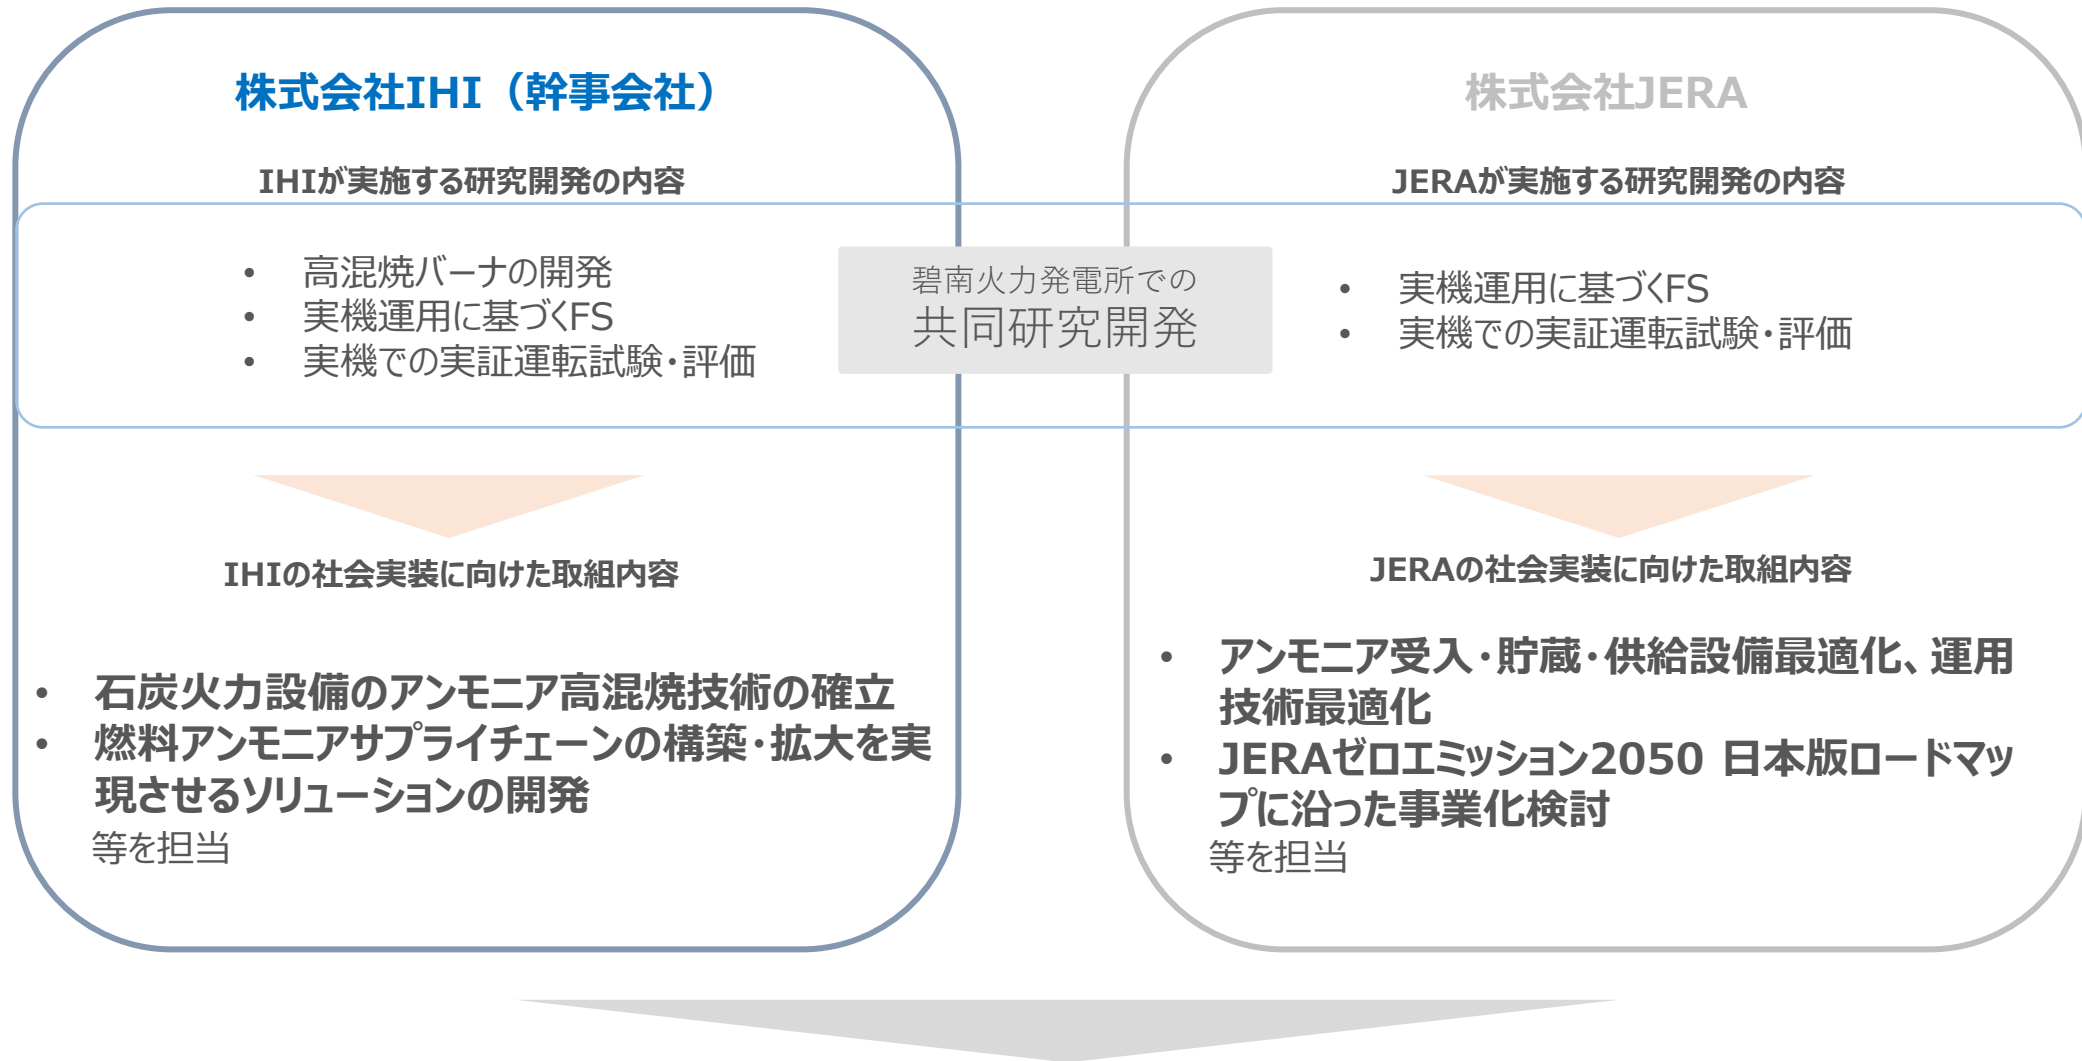 株式会社IHI（幹事会社）
IHIが実施する研究開発の内容
• 高混焼バーナの開発
• 実機運用に基づくFS
• 実機での実証運転試験・評価
碧南火力発電所での
共同研究開発
IHIの社会実装に向けた取組内容
• 石炭火力設備のアンモニア高混焼技術の確立
• 燃料アンモニアサプライチェーンの構築・拡大を実
現させるソリューションの開発
等を担当
株式会社JERA
JERAが実施する研究開発の内容
• 実機運用に基づくFS
• 実機での実証運転試験・評価
JERAの社会実装に向けた取組内容
• アンモニア受入・貯蔵・供給設備最適化、運用
技術最適化
• JERAゼロエミッション2050 日本版ロードマッ
プに沿った事業化検討
等を担当